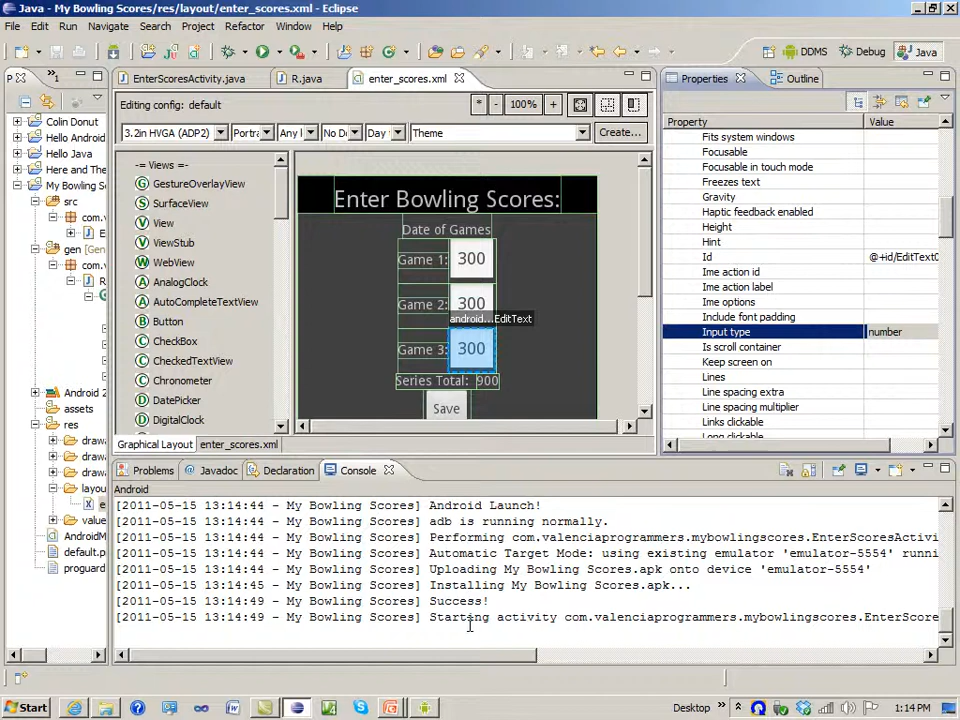 Java - My Bowling Scores/res/layout/enter_scores.xml - Eclipse
File Edit Run Navigate Search Project Refactor Window Help
DDMS Debug Java
P »1 EnterScoresActivity.java R.java enter_scores.xml Properties Outline
Editing config: default
* - 100% +
3.2in HVGA (ADP2) Portra Any l No D Day Theme Create...
Colin Donut
Hello Android
Hello Java
Here and The
My Bowling S
src
com.v
E
gen [Gen
com.v
R
Android 2
assets
res
drawa
drawa
drawa
layou
e
value
AndroidM
default.p
proguard
-= Views =-
GestureOverlayView
SurfaceView
View
ViewStub
WebView
AnalogClock
AutoCompleteTextView
Button
CheckBox
CheckedTextView
Chronometer
DatePicker
DigitalClock
Enter Bowling Scores:
Date of Games
Game 1: 300
Game 2: 300
android...EditText
Game 3: 300
Series Total: 900
Save
Graphical Layout enter_scores.xml
Property Value
Fits system windows
Focusable
Focusable in touch mode
Freezes text
Gravity
Haptic feedback enabled
Height
Hint
Id @+id/EditText0
Ime action id
Ime action label
Ime options
Include font padding
Input type number
Is scroll container
Keep screen on
Lines
Line spacing extra
Line spacing multiplier
Links clickable
Problems Javadoc Declaration Console
Android
[2011-05-15 13:14:44 - My Bowling Scores] Android Launch!
[2011-05-15 13:14:44 - My Bowling Scores] adb is running normally.
[2011-05-15 13:14:44 - My Bowling Scores] Performing com.valenciaprogrammers.mybowlingscores.EnterScoresActivi
[2011-05-15 13:14:44 - My Bowling Scores] Automatic Target Mode: using existing emulator 'emulator-5554' runni
[2011-05-15 13:14:44 - My Bowling Scores] Uploading My Bowling Scores.apk onto device 'emulator-5554'
[2011-05-15 13:14:45 - My Bowling Scores] Installing My Bowling Scores.apk...
[2011-05-15 13:14:49 - My Bowling Scores] Success!
[2011-05-15 13:14:49 - My Bowling Scores] Starting activity com.valenciaprogrammers.mybowlingscores.EnterScore
Start Desktop » 1:14 PM